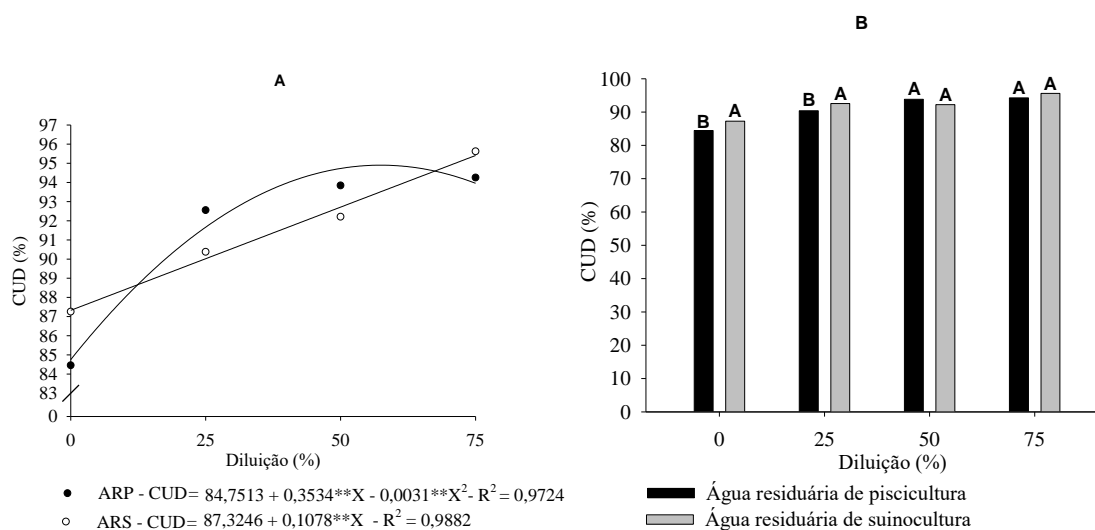 A
97
96
95
94
93
92
91
90
89
88
87
86
85
84
83
0
CUD (%)
0 25 50 75
Diluição (%)
ARP - CUD= 84,7513 + 0,3534**X - 0,0031**X²- R² = 0,9724
ARS - CUD= 87,3246 + 0,1078**X - R² = 0,9882
B
100
90
80
70
60
50
40
30
20
10
0
CUD (%)
B A B A A A A A
0 25 50 75
Diluição (%)
Água residuária de piscicultura
Água residuária de suinocultura